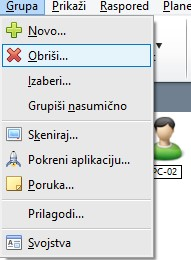 Grupa Prikaži Raspored Plane
Novo...
Obriši...
Izaberi...
Grupiši nasumično
Skeniraj...
Pokreni aplikaciju...
Poruka...
Prilagodi...
Svojstva
PC-02